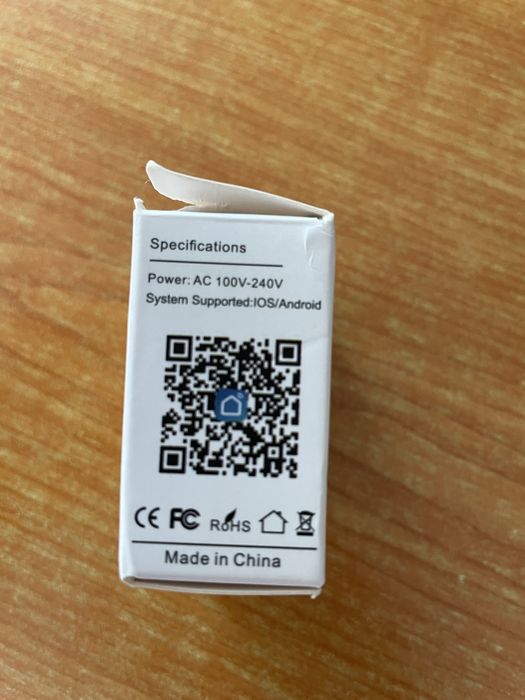 Specifications
Power: AC 100V-240V
System Supported:IOS/Android
CE FC RoHS
Made in China